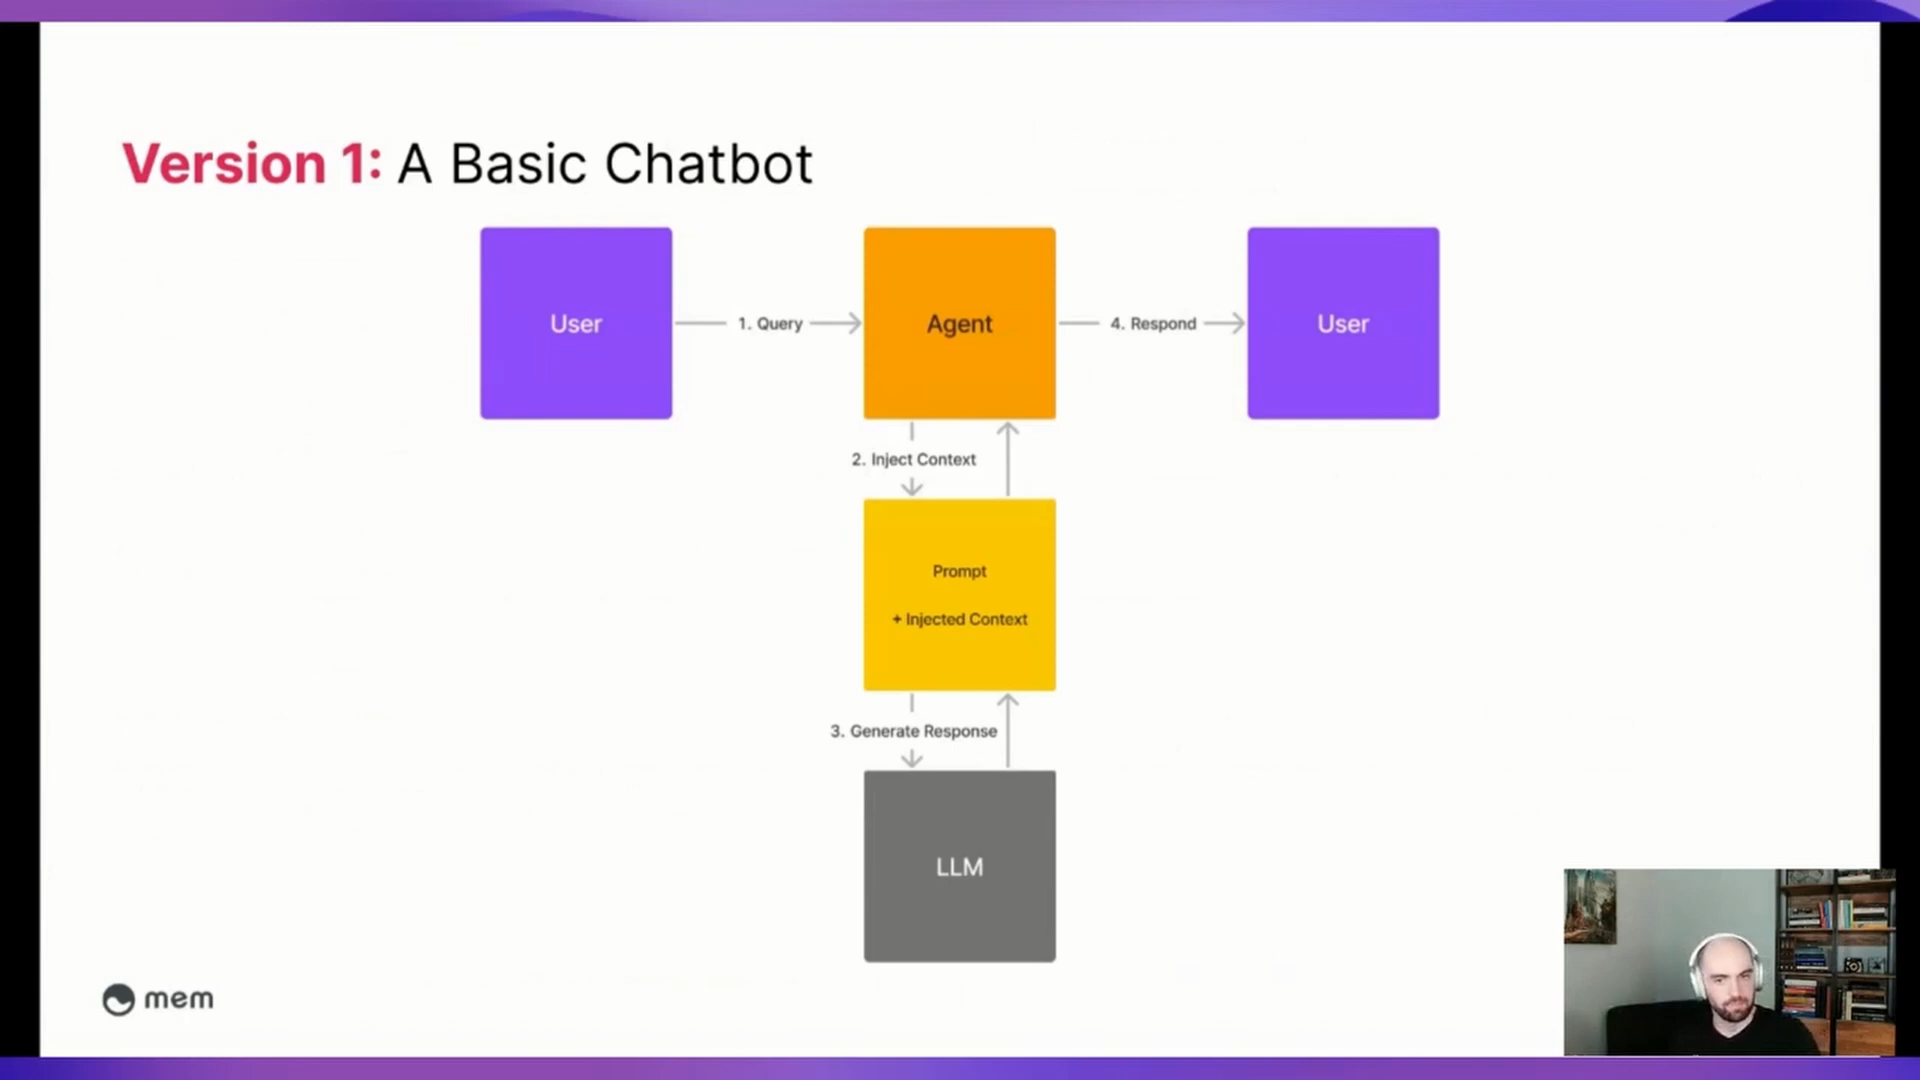 Version 1: A Basic Chatbot
User
1. Query
Agent
4. Respond
User
2. Inject Context
Prompt
+ Injected Context
3. Generate Response
LLM
mem